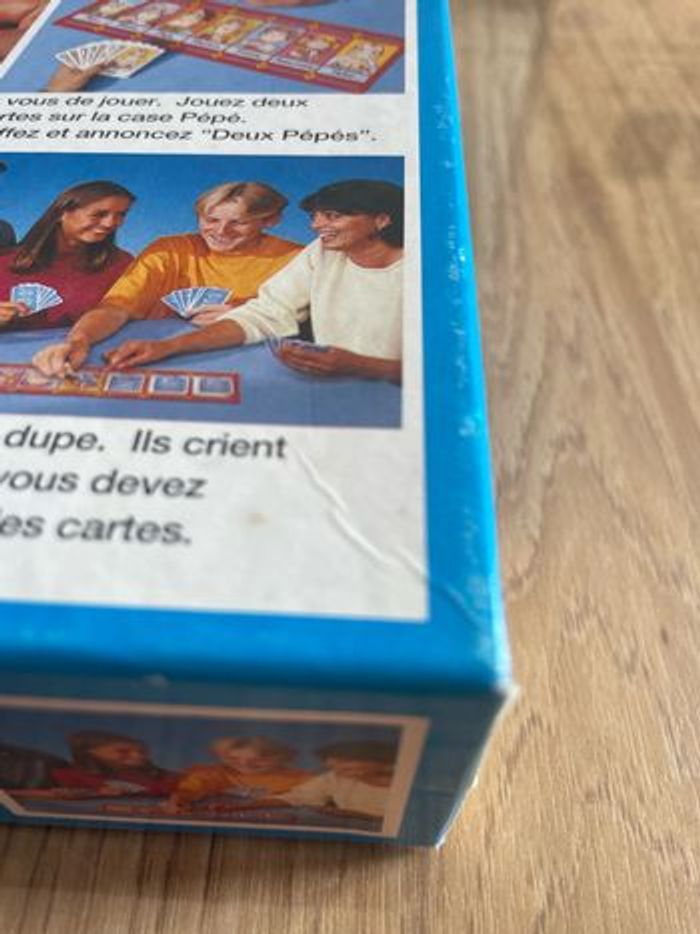 vous de jouer. Jouez deux
rtes sur la case Pépé.
ffez et annoncez "Deux Pépés".
dupe. Ils crient
vous devez
les cartes.